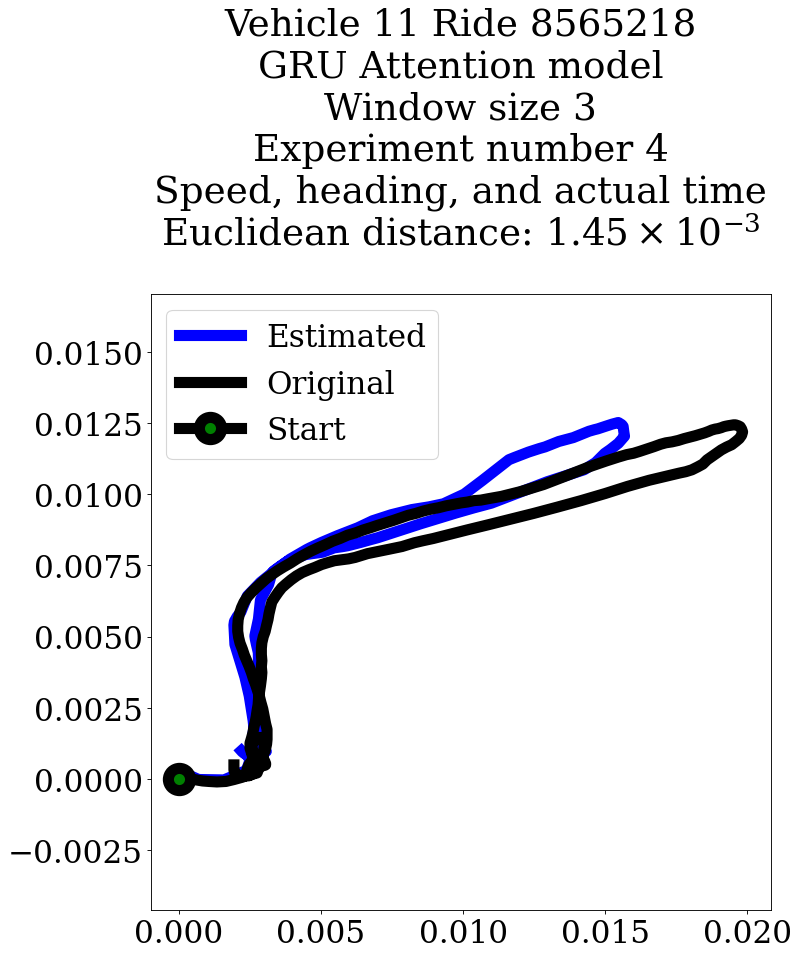 Vehicle 11 Ride 8565218
GRU Attention model
Window size 3
Experiment number 4
Speed, heading, and actual time
Euclidean distance: 1.45 × 10⁻³
Estimated
Original
Start
0.0150
0.0125
0.0100
0.0075
0.0050
0.0025
0.0000
−0.0025
0.000 0.005 0.010 0.015 0.020